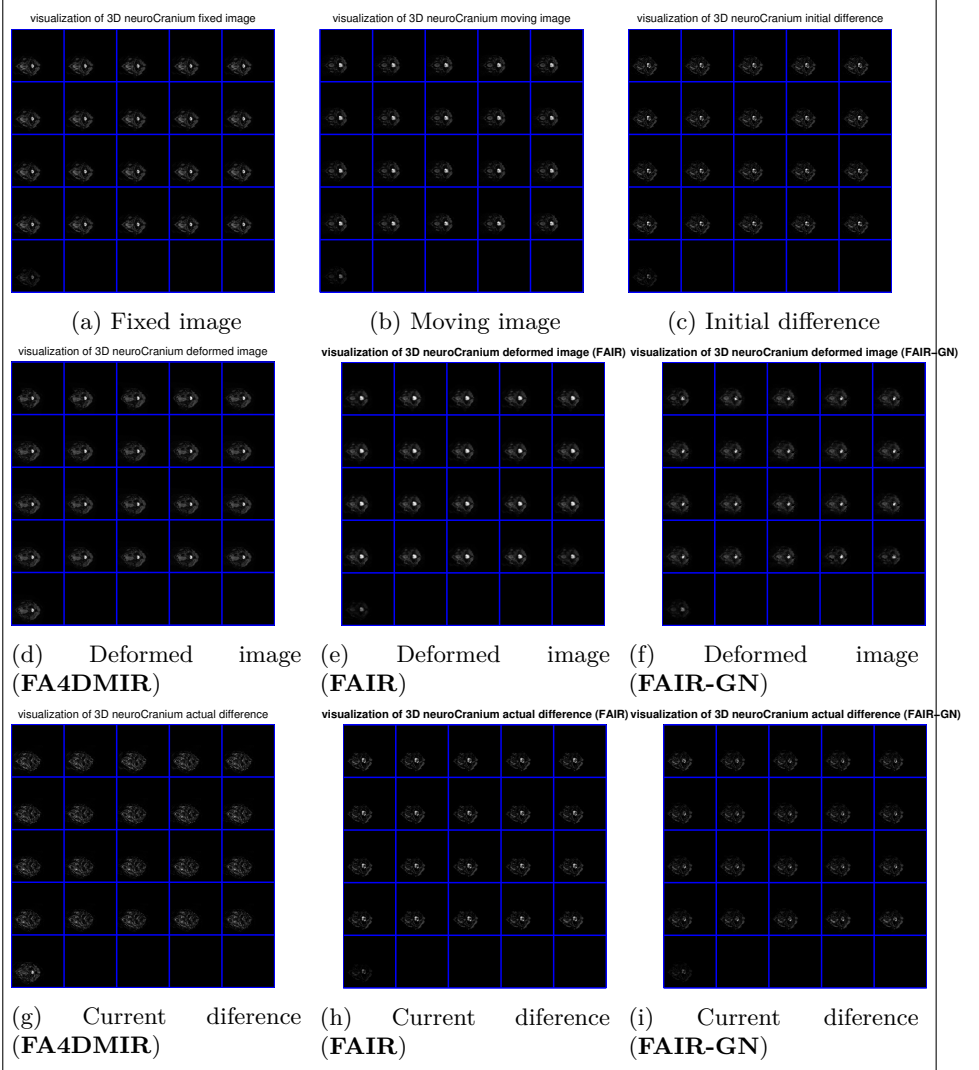 visualization of 3D neuroCranium fixed image
visualization of 3D neuroCranium moving image
visualization of 3D neuroCranium initial difference
(a) Fixed image
(b) Moving image
(c) Initial difference
visualization of 3D neuroCranium deformed image
visualization of 3D neuroCranium deformed image (FAIR)
visualization of 3D neuroCranium deformed image (FAIR-GN)
(d) Deformed image
(FA4DMIR)
(e) Deformed image
(FAIR)
(f) Deformed image
(FAIR-GN)
visualization of 3D neuroCranium actual difference
visualization of 3D neuroCranium actual difference (FAIR)
visualization of 3D neuroCranium actual difference (FAIR-GN)
(g) Current diference
(FA4DMIR)
(h) Current diference
(FAIR)
(i) Current diference
(FAIR-GN)